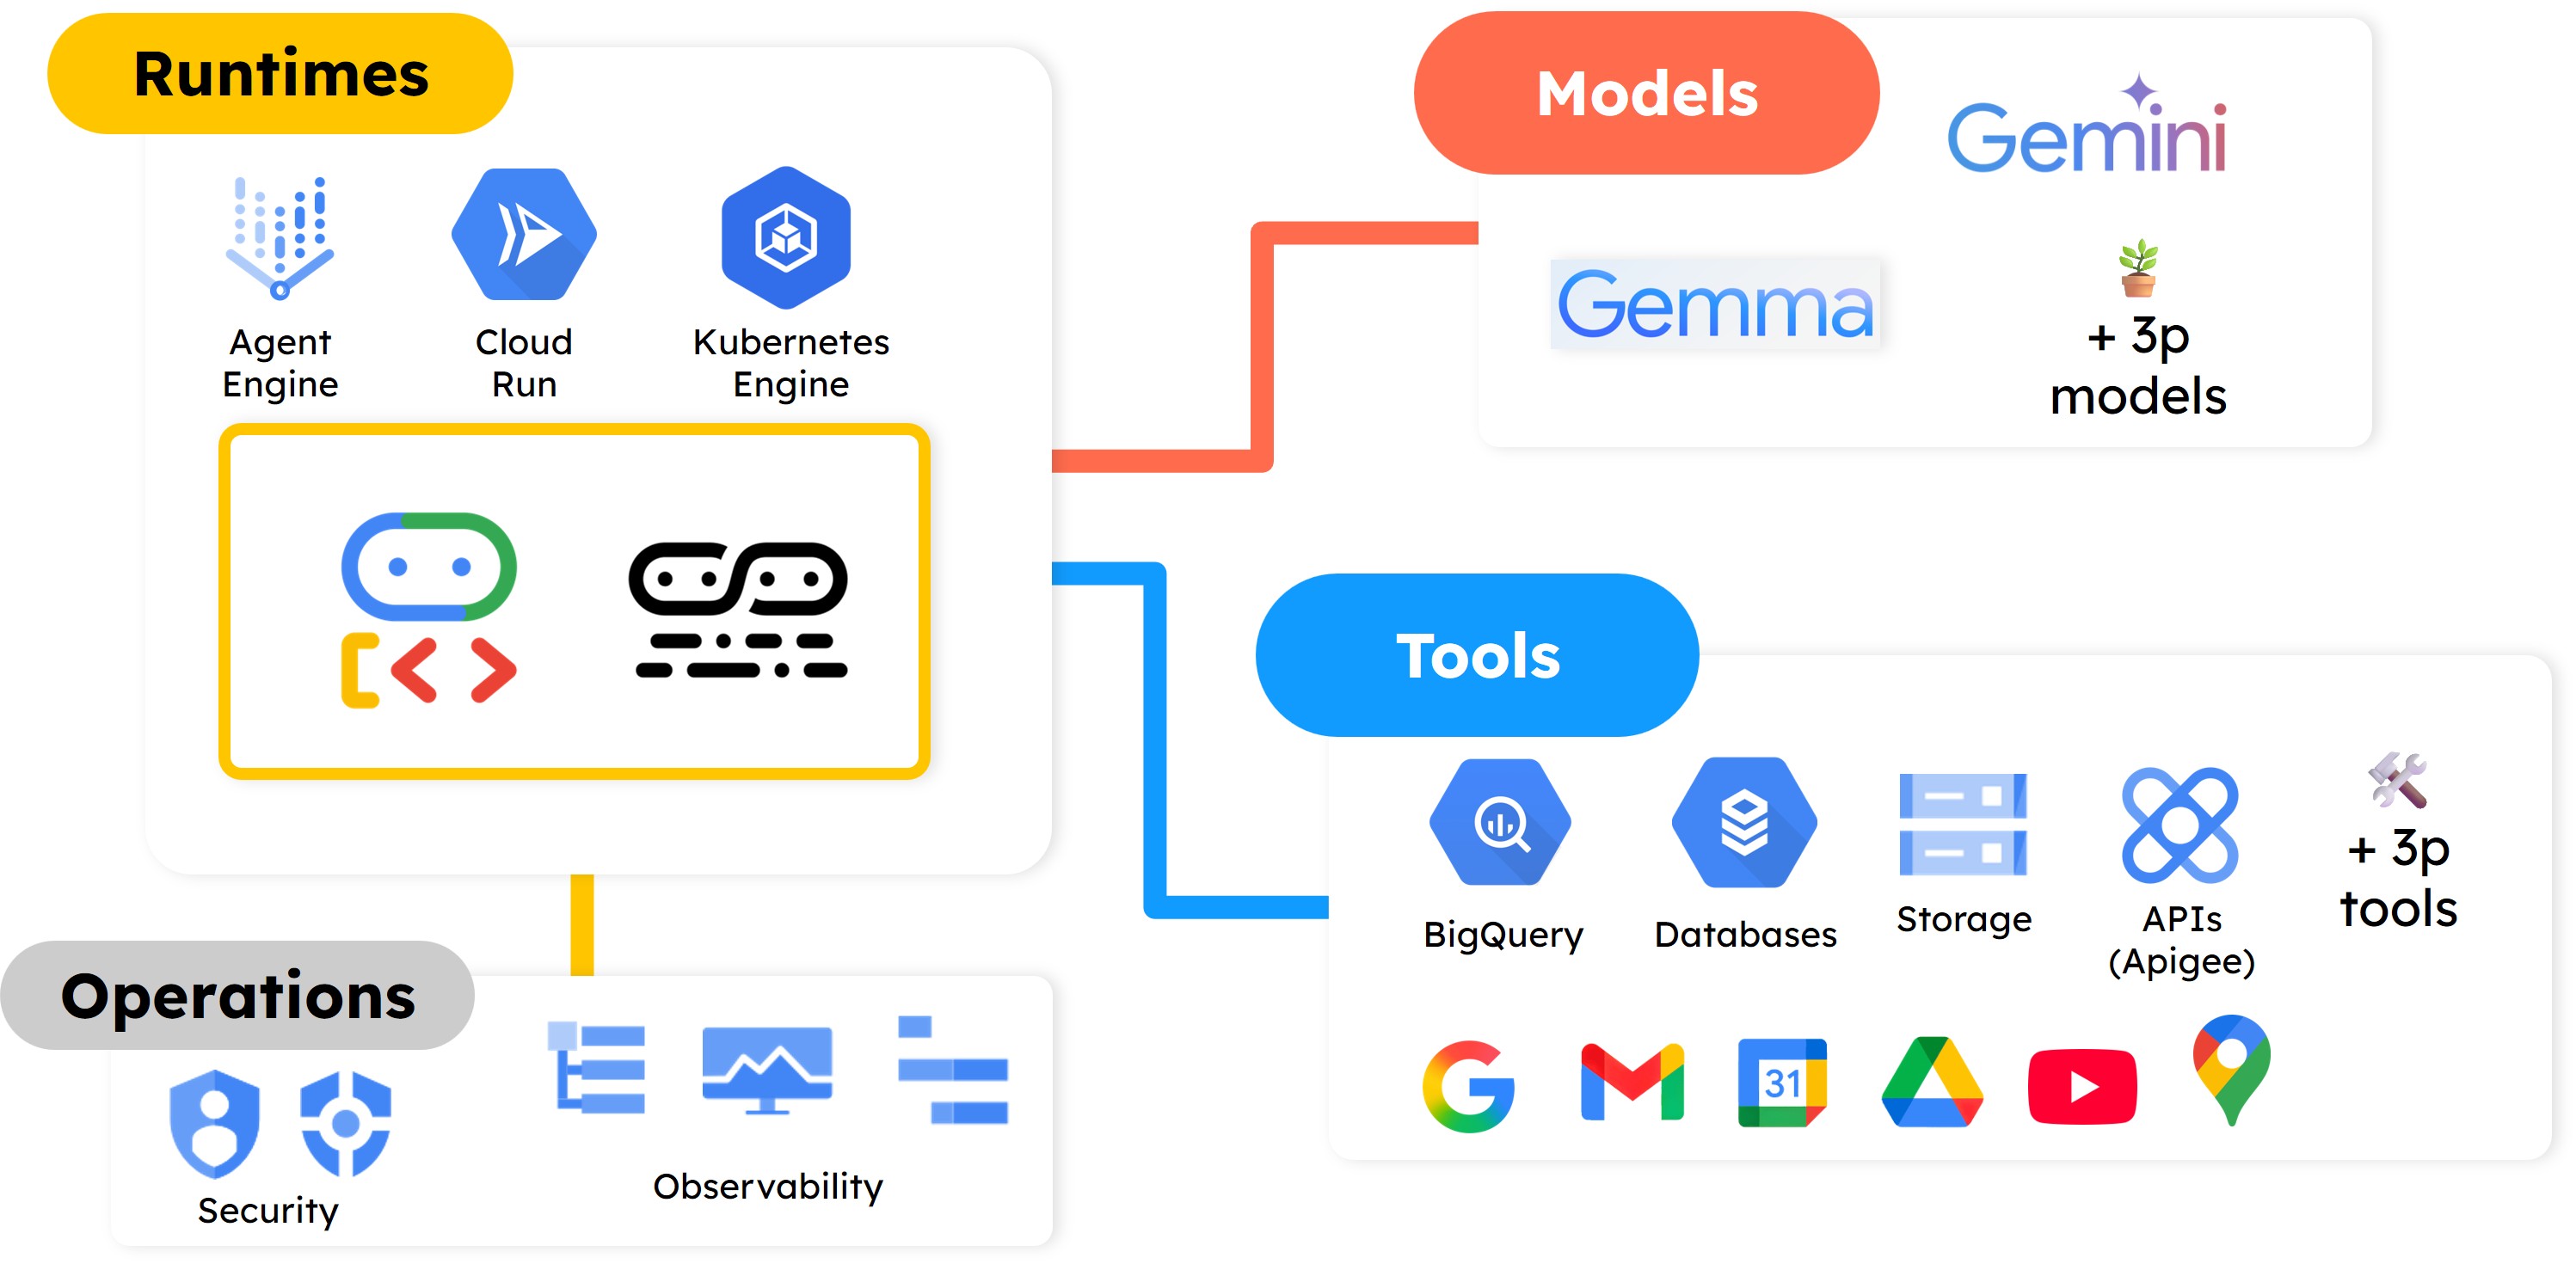 Runtimes
Agent
Engine
Cloud
Run
Kubernetes
Engine
Models
Gemini
Gemma
+ 3p
models
Tools
BigQuery
Databases
Storage
APIs
(Apigee)
+ 3p
tools
31
Operations
Security
Observability